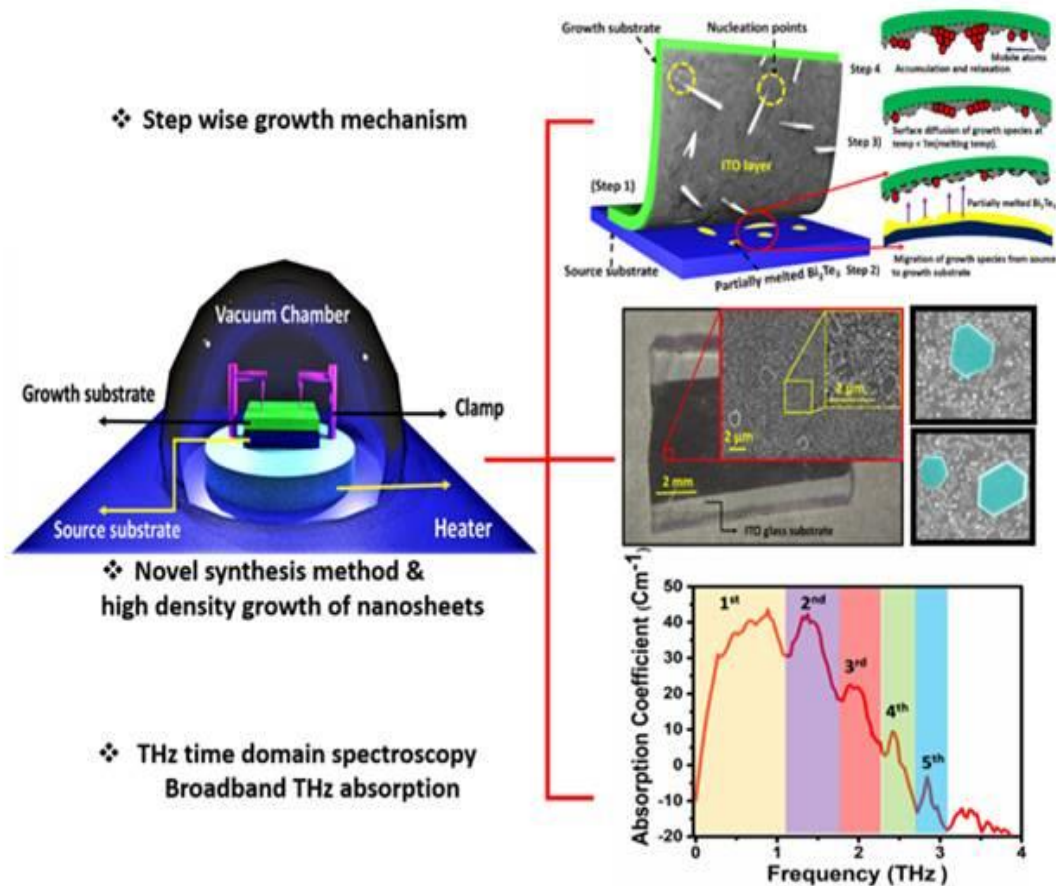 ❖ Step wise growth mechanism
Vacuum Chamber
Growth substrate
Clamp
Source substrate
Heater
❖ Novel synthesis method &
high density growth of nanosheets
❖ THz time domain spectroscopy
Broadband THz absorption
Growth substrate
Nucleation points
ITO layer
(Step 1)
Source substrate
Partially melted Bi₂Te₃
Step 2)
Mobile atoms
Step 4
Accumulation and relaxation
Step 3)
Surface diffusion of growth species at
temp < Tm(melting temp).
Partially melted Bi₂Te₃
Migration of growth species from source
to growth substrate
2 µm
2 µm
2 mm
ITO glass substrate
Absorption Coefficient (Cm⁻¹)
50
40
30
20
10
0
-10
-20
1st
2nd
3rd
4th
5th
0 1 2 3 4
Frequency (THz )